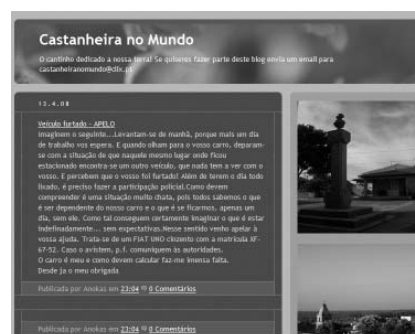 Castanheira no Mundo
O cantinho dedicado a nossa terra! Se quiseres fazer parte deste blog envia um email para
castanheiranomundo@clix.pt
13.4.08
Veículo furtado - APELO
Imaginem o seguinte...Levantam-se de manhã, porque mais um dia
de trabalho vos espera. E quando olham para o vosso carro, deparam-
se com a situação de que naquele mesmo lugar onde ficou
estacionado encontra-se um outro veículo, que nada tem a ver com o
vosso. E percebem que o vosso foi furtado! Além de terem o dia todo
lixado, é preciso fazer a participação policial.Como devem
compreender é uma situação muito chata, pois todos sabemos o que
é ser dependente do nosso carro e o que é se ficarmos, apenas um
dia, sem ele. Como tal conseguem certamente imaginar o que é estar
indefinadamente... sem expectativas.Nesse sentido venho apelar à
vossa ajuda. Trata-se de um FIAT UNO cinzento com a matricula XF-
67-52. Caso o avistem, p.f. comuniquem às autoridades.
O carro é meu e como devem calcular faz-me imensa falta.
Desde ja o meu obrigada
Publicada por Anokas em 23:04 0 Comentários
Publicada por Anokas em 23:04 0 Comentários